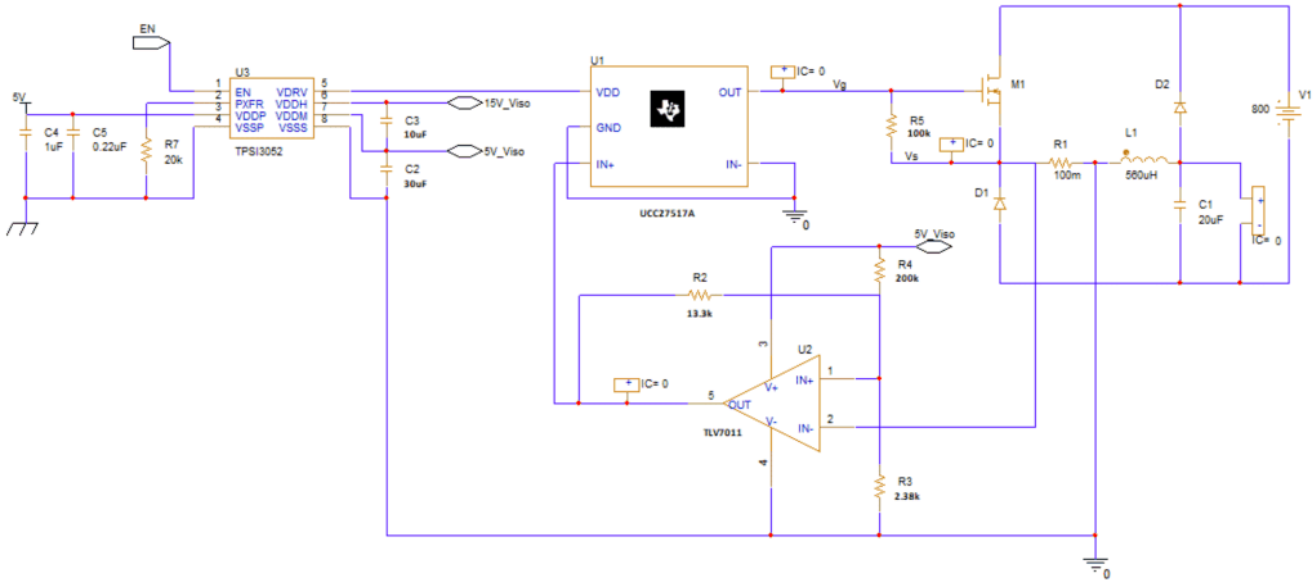 EN
U3
1 EN VDRV 5
2 PXFR VDDH 6
3 VDDP VDDM 7
4 VSSP VSSS 8
TPSI3052
5V
C4
1uF
C5
0.22uF
R7
20k
15V_Viso
C3
10uF
5V_Viso
C2
30uF
U1
VDD OUT
GND
IN+ IN-
UCC27517A
0
IC= 0
Vg
R5
100k
Vs
IC= 0
M1
D2
V1
800
R1
100m
L1
560uH
D1
C1
20uF
+
-
IC= 0
5V_Viso
R4
200k
R2
13.3k
U2
3
V+
IN+ 1
IC= 0
5 OUT
TLV7011
V-
IN- 2
4
R3
2.38k
0